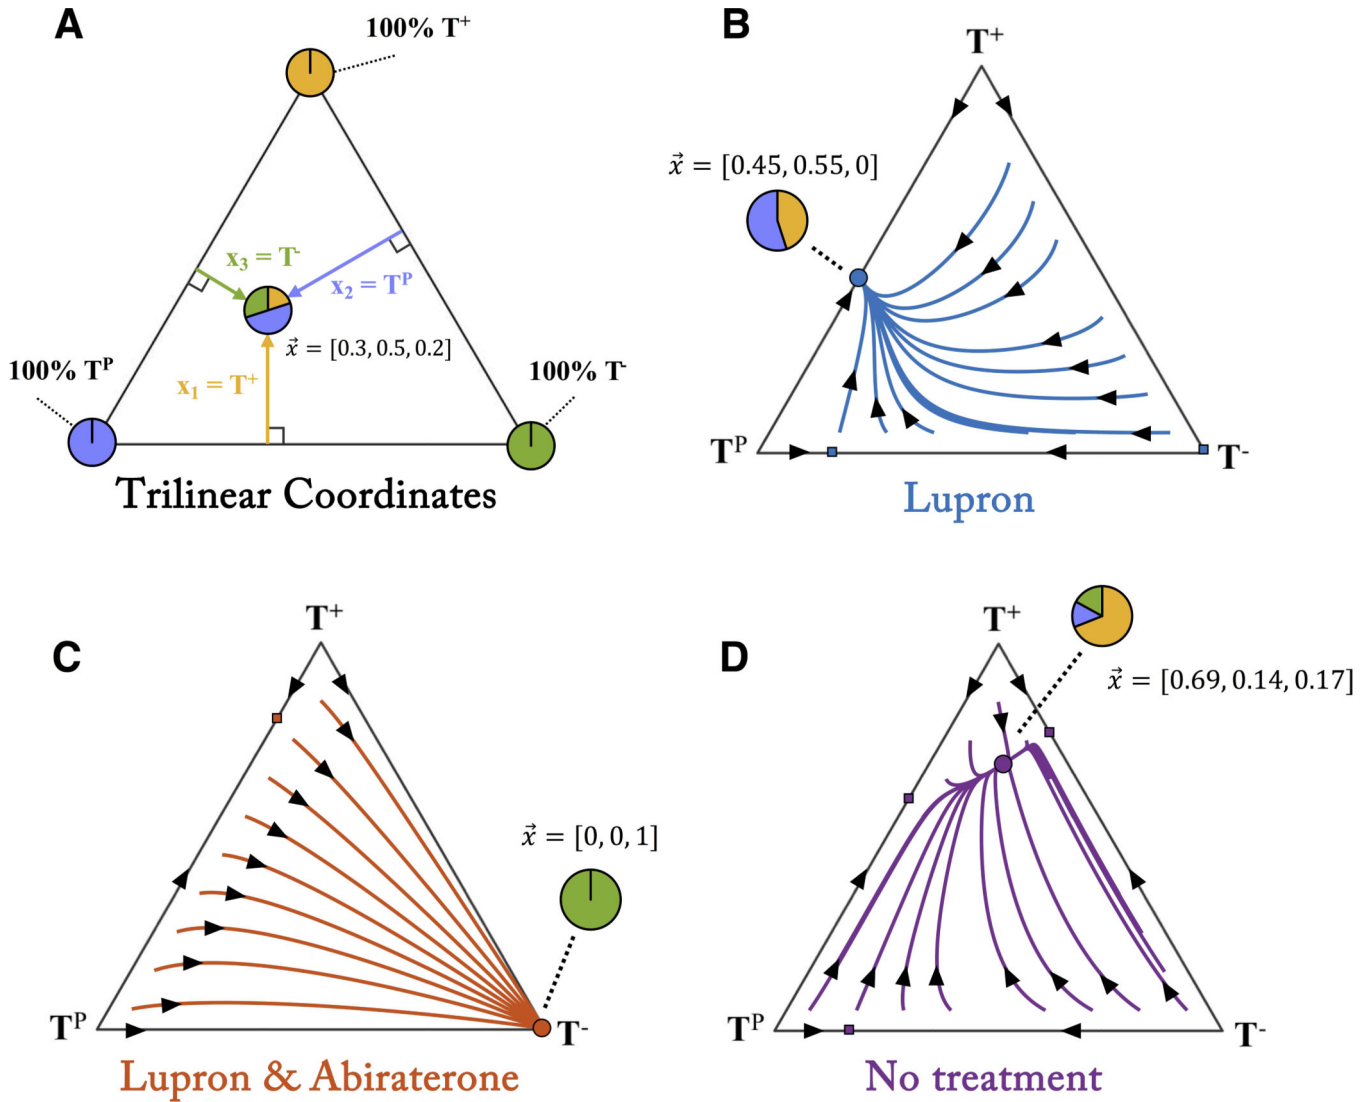 A
100% T⁺
x₃ = T⁻
x₂ = Tᴾ
x⃗ = [0.3, 0.5, 0.2]
x₁ = T⁺
100% Tᴾ
100% T⁻
Trilinear Coordinates
B
T⁺
x⃗ = [0.45, 0.55, 0]
Tᴾ
T⁻
Lupron
C
T⁺
x⃗ = [0, 0, 1]
Tᴾ
T⁻
Lupron & Abiraterone
D
T⁺
x⃗ = [0.69, 0.14, 0.17]
Tᴾ
T⁻
No treatment